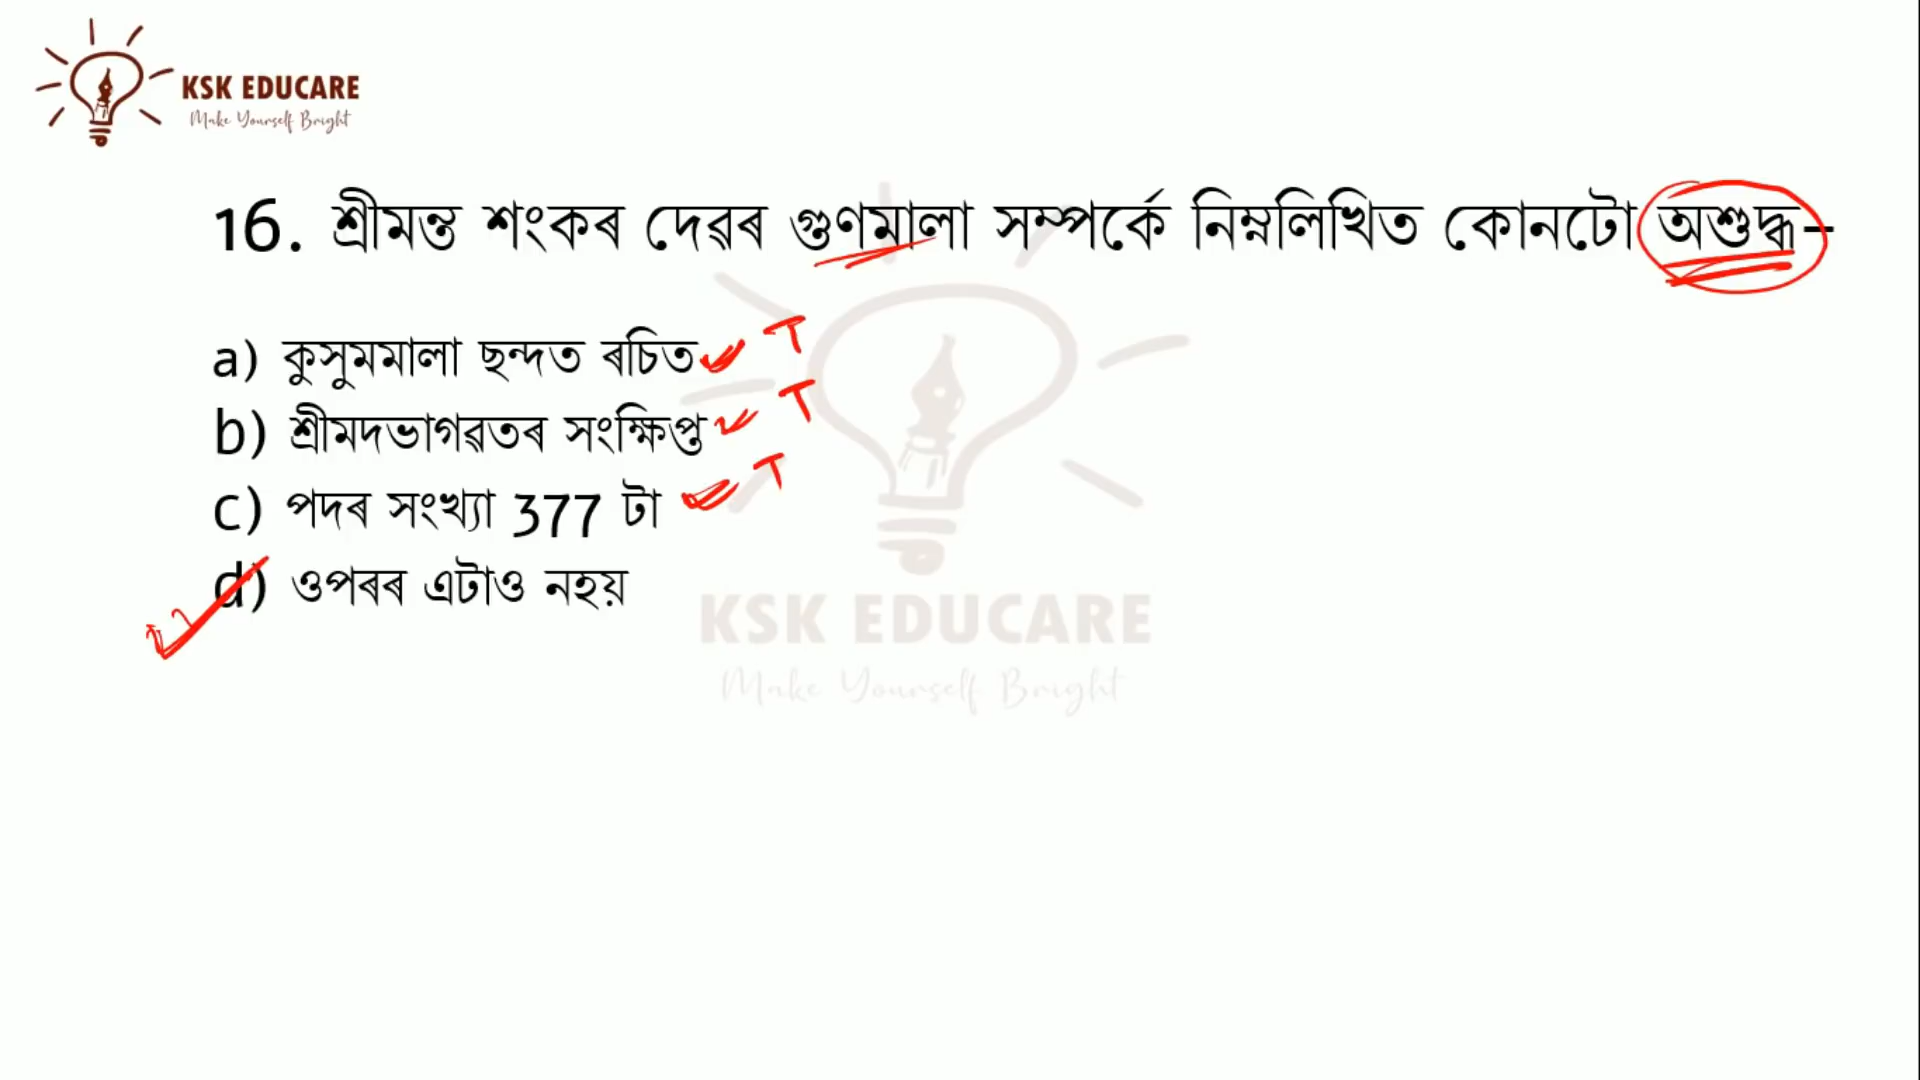 KSK EDUCARE
Make Yourself Bright
16. শ্ৰীমন্ত শংকৰ দেৱৰ গুণমালা সম্পৰ্কে নিম্নলিখিত কোনটো অশুদ্ধ–
a) কুসুমমালা ছন্দত ৰচিত T
b) শ্ৰীমদভাগৱতৰ সংক্ষিপ্ত T
c) পদৰ সংখ্যা 377 টা T
d) ওপৰৰ এটাও নহয়
KSK EDUCARE
Make Yourself Bright